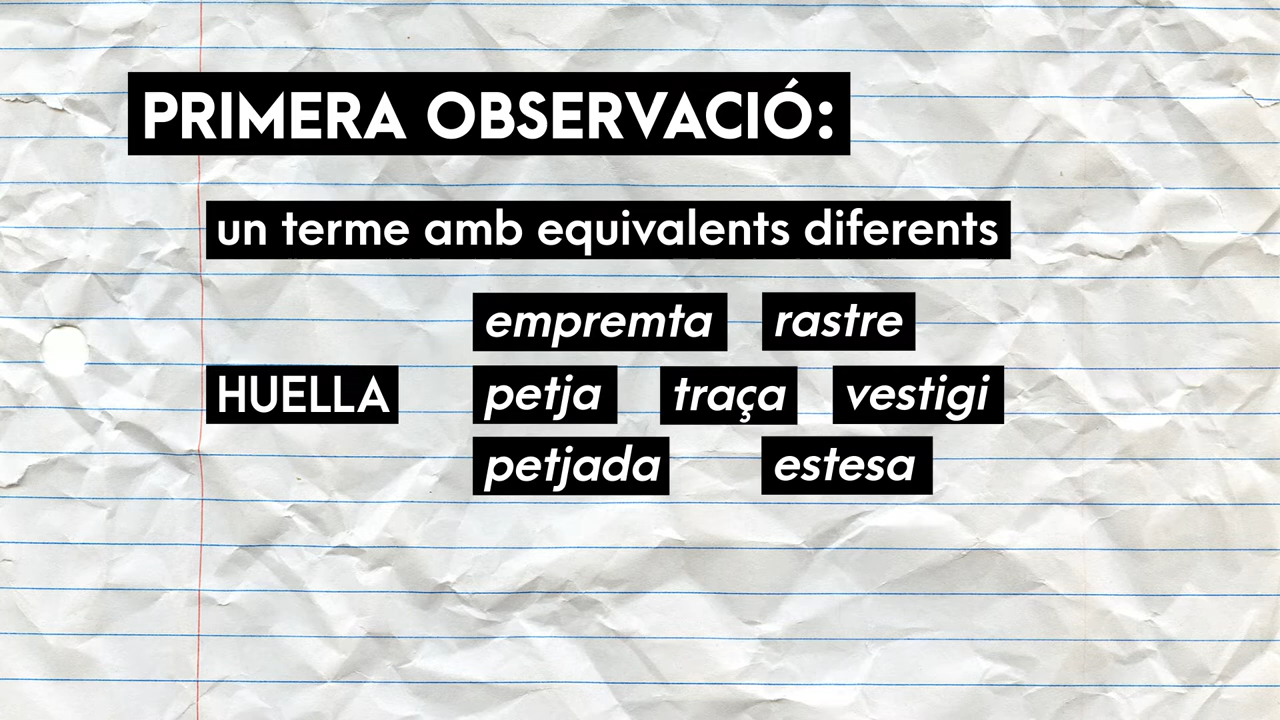 PRIMERA OBSERVACIÓ:
un terme amb equivalents diferents
empremta rastre
HUELLA petja traça vestigi
petjada estesa